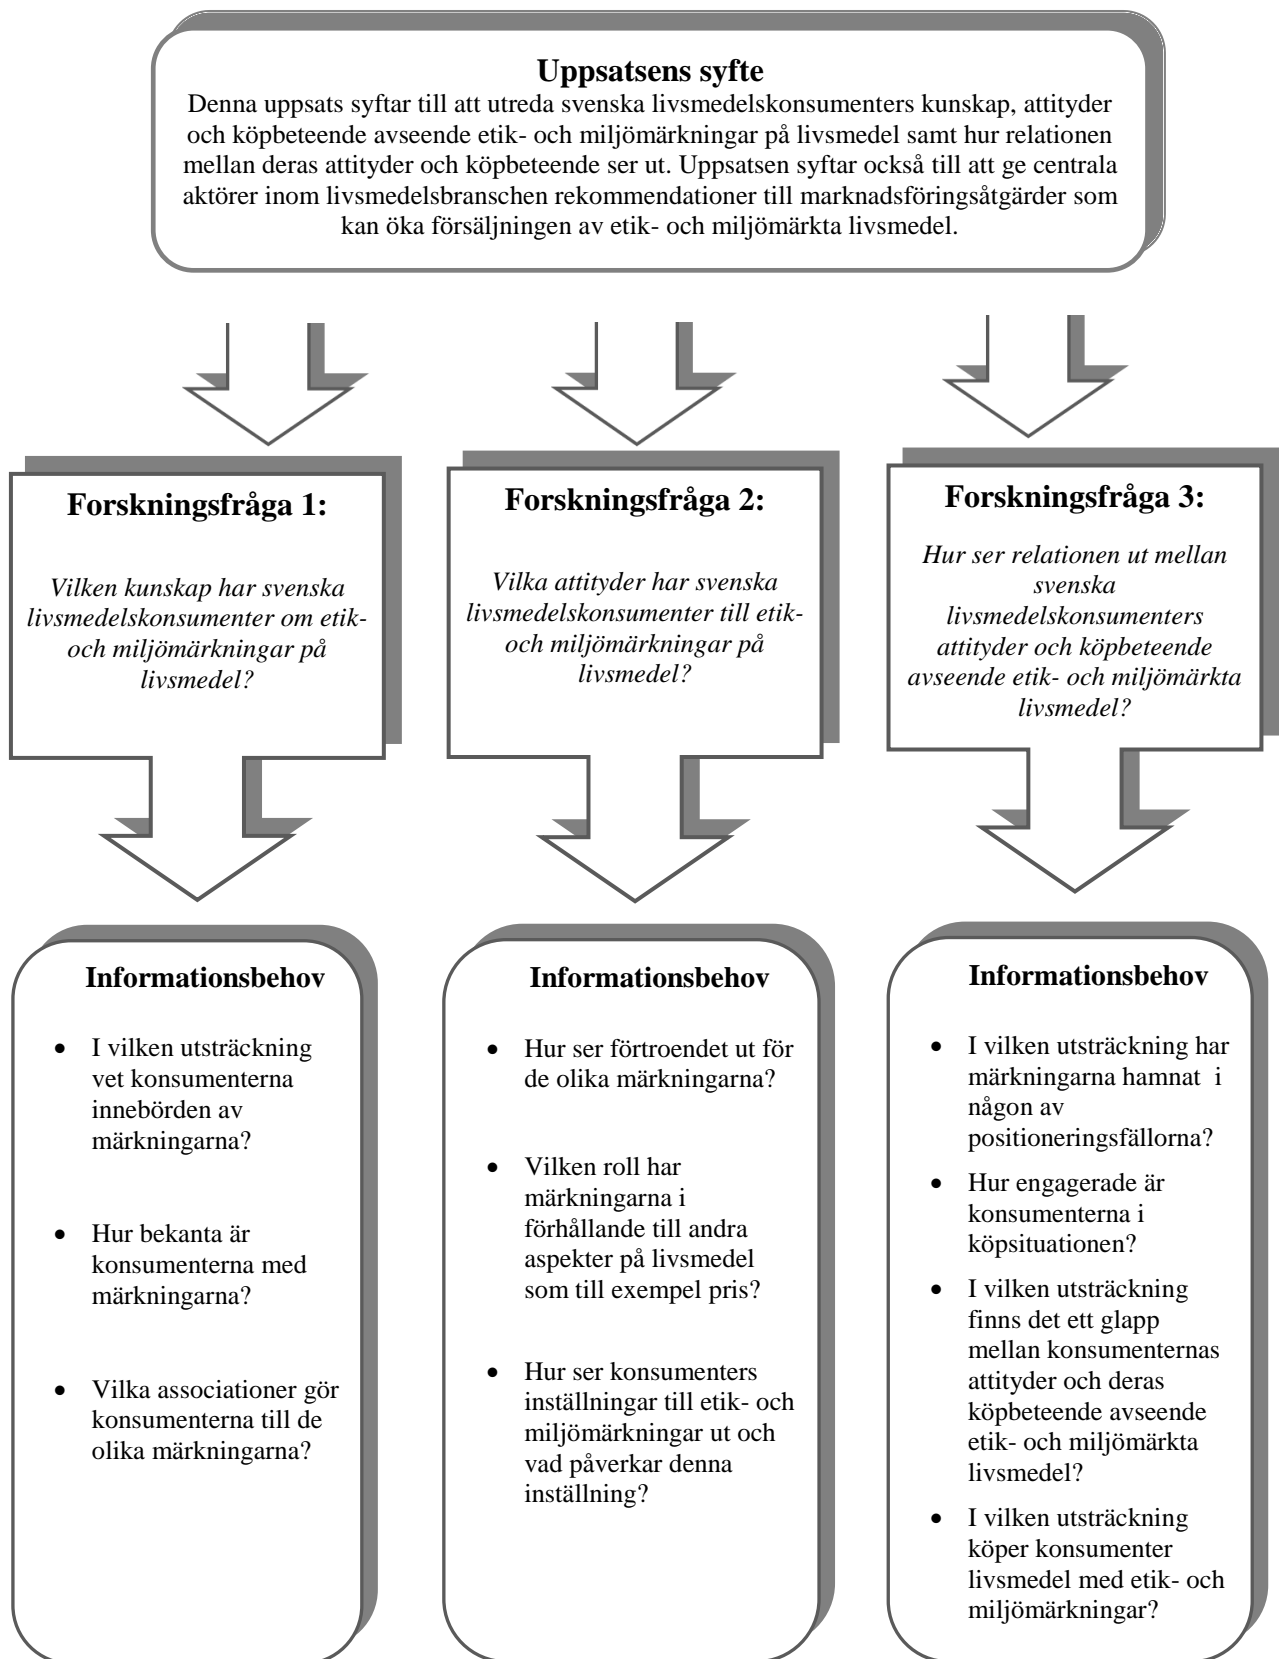 Uppsatsens syfte
Denna uppsats syftar till att utreda svenska livsmedelskonsumenters kunskap, attityder
och köpbeteende avseende etik- och miljömärkningar på livsmedel samt hur relationen
mellan deras attityder och köpbeteende ser ut. Uppsatsen syftar också till att ge centrala
aktörer inom livsmedelsbranschen rekommendationer till marknadsföringsåtgärder som
kan öka försäljningen av etik- och miljömärkta livsmedel.
Forskningsfråga 1:
Vilken kunskap har svenska
livsmedelskonsumenter om etik-
och miljömärkningar på
livsmedel?
Forskningsfråga 2:
Vilka attityder har svenska
livsmedelskonsumenter till etik-
och miljömärkningar på
livsmedel?
Forskningsfråga 3:
Hur ser relationen ut mellan
svenska
livsmedelskonsumenters
attityder och köpbeteende
avseende etik- och miljömärkta
livsmedel?
Informationsbehov
• I vilken utsträckning
vet konsumenterna
innebörden av
märkningarna?
• Hur bekanta är
konsumenterna med
märkningarna?
• Vilka associationer gör
konsumenterna till de
olika märkningarna?
Informationsbehov
• Hur ser förtroendet ut för
de olika märkningarna?
• Vilken roll har
märkningarna i
förhållande till andra
aspekter på livsmedel
som till exempel pris?
• Hur ser konsumenters
inställningar till etik- och
miljömärkningar ut och
vad påverkar denna
inställning?
Informationsbehov
• I vilken utsträckning har
märkningarna hamnat i
någon av
positioneringsfällorna?
• Hur engagerade är
konsumenterna i
köpsituationen?
• I vilken utsträckning
finns det ett glapp
mellan konsumenternas
attityder och deras
köpbeteende avseende
etik- och miljömärkta
livsmedel?
• I vilken utsträckning
köper konsumenter
livsmedel med etik- och
miljömärkningar?